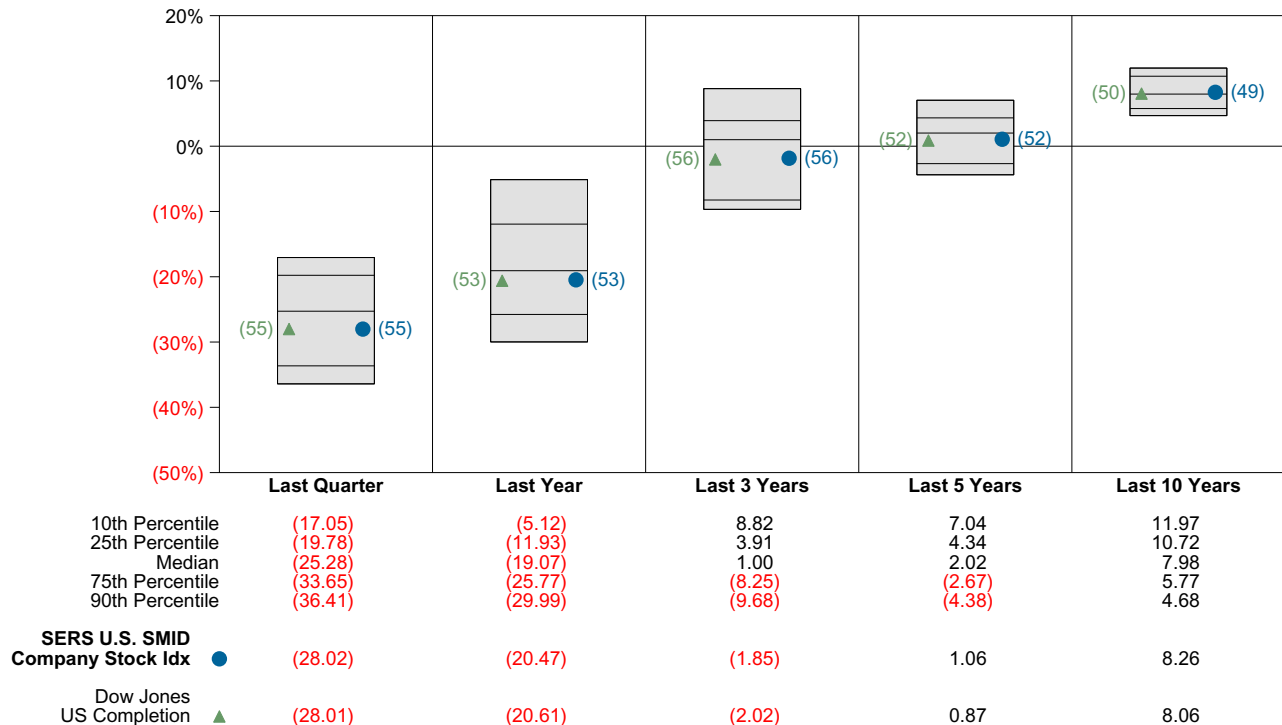 20%
10%
0%
(10%)
(20%)
(30%)
(40%)
(50%)
(55) (55)
(53) (53)
(56) (56)
(52) (52)
(50) (49)
Last Quarter Last Year Last 3 Years Last 5 Years Last 10 Years
10th Percentile (17.05) (5.12) 8.82 7.04 11.97
25th Percentile (19.78) (11.93) 3.91 4.34 10.72
Median (25.28) (19.07) 1.00 2.02 7.98
75th Percentile (33.65) (25.77) (8.25) (2.67) 5.77
90th Percentile (36.41) (29.99) (9.68) (4.38) 4.68
SERS U.S. SMID
Company Stock Idx (28.02) (20.47) (1.85) 1.06 8.26
Dow Jones
US Completion (28.01) (20.61) (2.02) 0.87 8.06